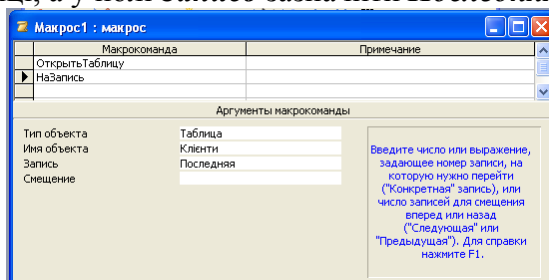 Макрос1 : макрос
Макрокоманда Примечание
ОткрытьТаблицу
НаЗапись
Аргументы макрокоманды
Тип объекта Таблица
Имя объекта Клієнти
Запись Последняя
Смещение
Введите число или выражение,
задающее номер записи, на
которую нужно перейти
("Конкретная" запись), или
число записей для смещения
вперед или назад
("Следующая" или
"Предыдущая"). Для справки
нажмите F1.